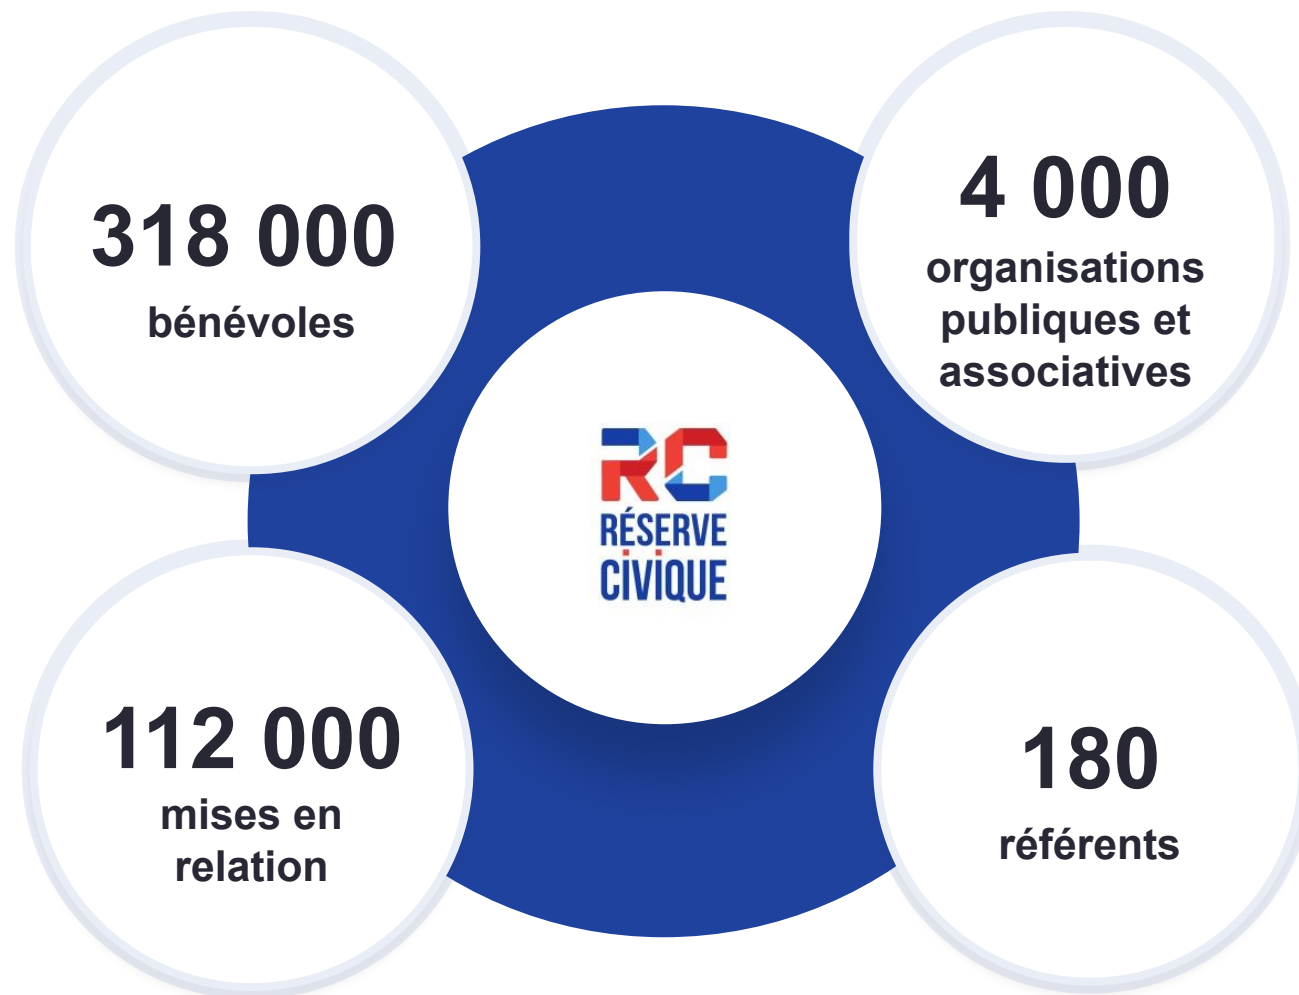 318 000
bénévoles
4 000
organisations
publiques et
associatives
RC
RÉSERVE
CIVIQUE
112 000
mises en
relation
180
référents